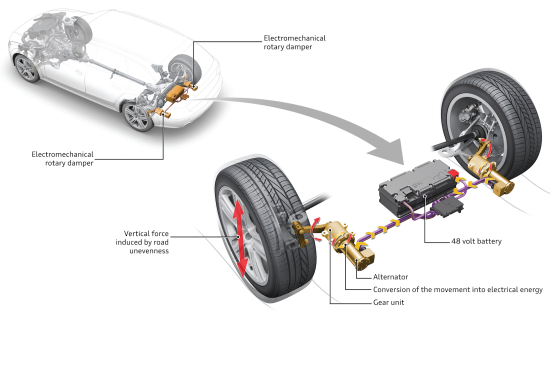 Electromechanical
rotary damper
Electromechanical
rotary damper
Vertical force
induced by road
unevenness
48 volt battery
Alternator
Conversion of the movement into electrical energy
Gear unit